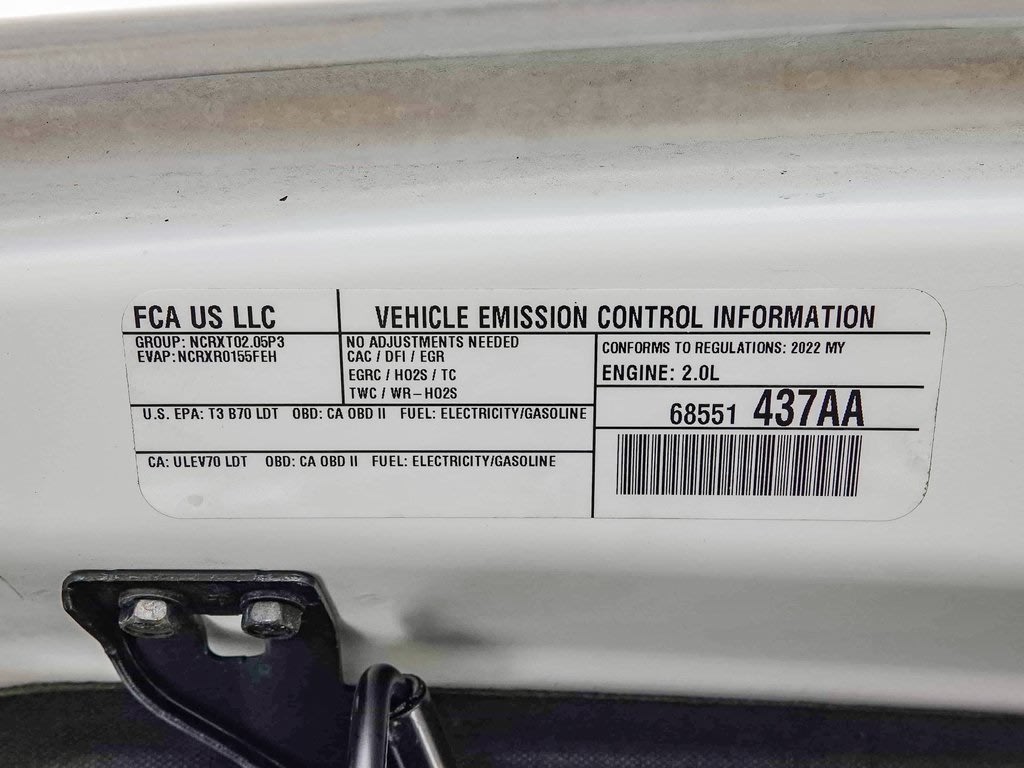 FCA US LLC
VEHICLE EMISSION CONTROL INFORMATION
GROUP: NCRXT02.05P3
EVAP: NCRXR0155FEH
NO ADJUSTMENTS NEEDED
CAC / DFI / EGR
EGRC / HO2S / TC
TWC / WR-HO2S
CONFORMS TO REGULATIONS: 2022 MY
ENGINE: 2.0L
68551 437AA
U.S. EPA: T3 B70 LDT OBD: CA OBD II FUEL: ELECTRICITY/GASOLINE
CA: ULEV70 LDT OBD: CA OBD II FUEL: ELECTRICITY/GASOLINE